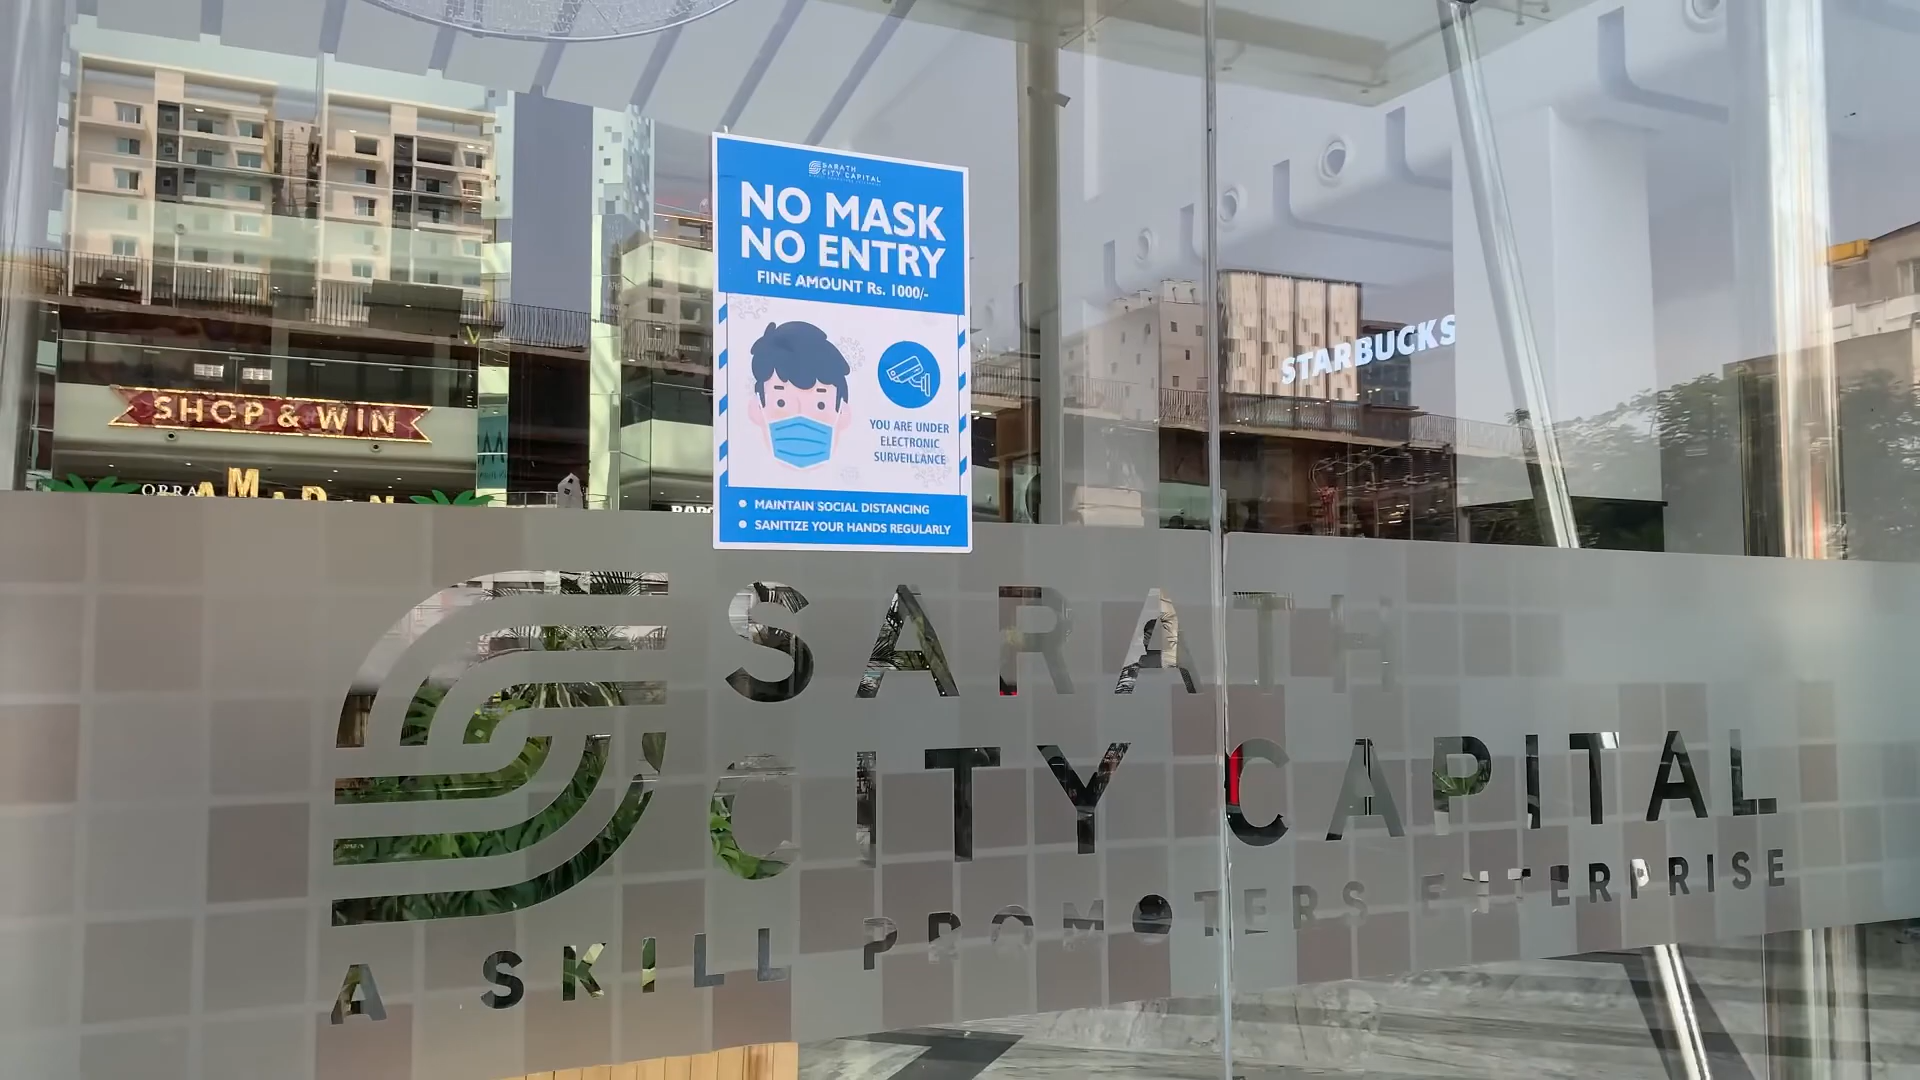 SARATH
CITY CAPITAL
NO MASK
NO ENTRY
FINE AMOUNT Rs. 1000/-
YOU ARE UNDER
ELECTRONIC
SURVEILLANCE
MAINTAIN SOCIAL DISTANCING
SANITIZE YOUR HANDS REGULARLY
STARBUCKS
SHOP & WIN
SARATH
CITY CAPITAL
A SKILL PROMOTERS ENTERPRISE